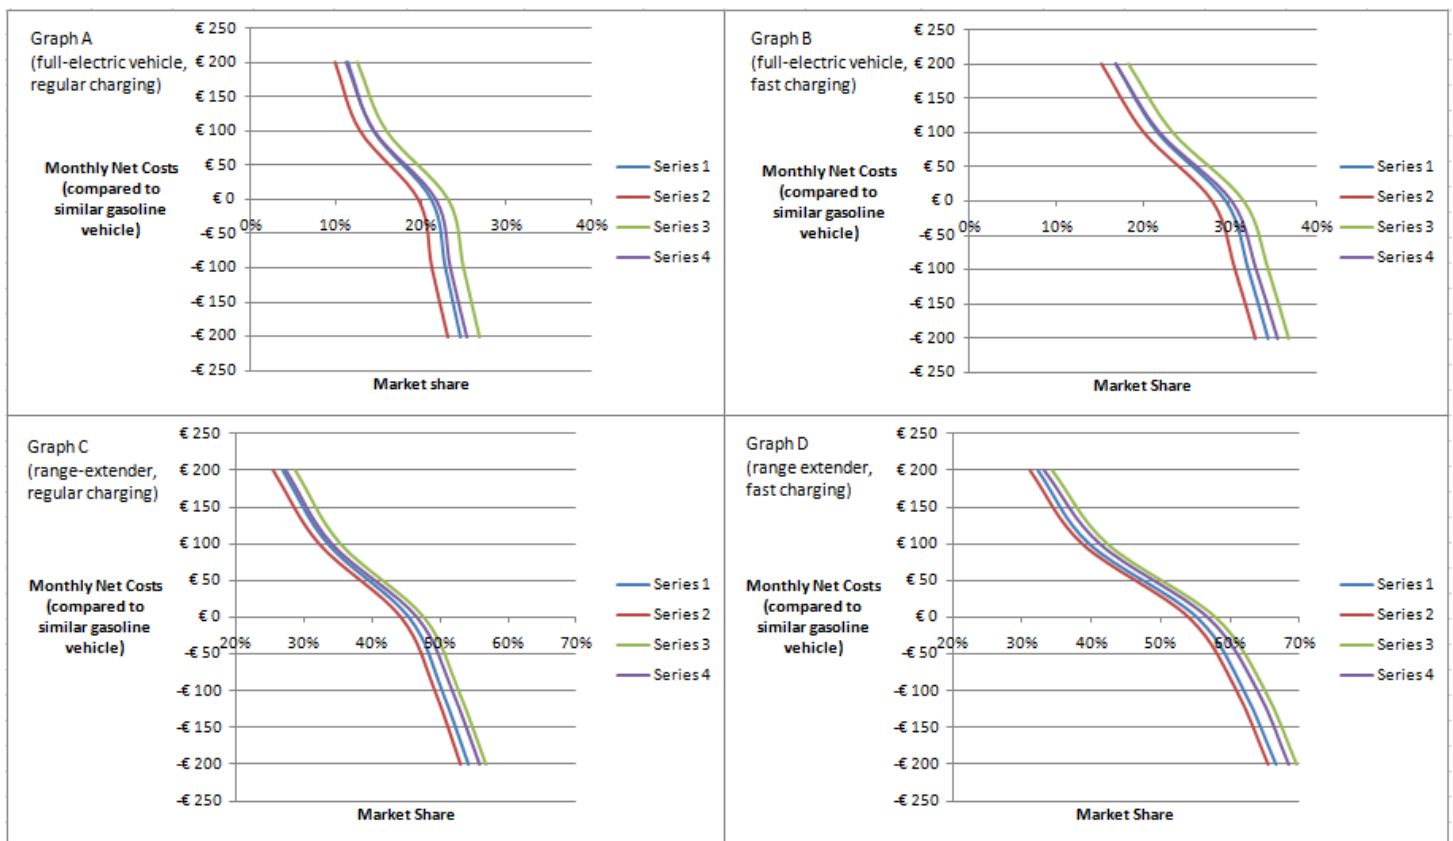 Graph A
(full-electric vehicle,
regular charging)
€ 250
€ 200
€ 150
€ 100
€ 50
€ 0
-€ 50
-€ 100
-€ 150
-€ 200
-€ 250
Monthly Net Costs
(compared to
similar gasoline
vehicle)
0%
10%
20%
30%
40%
Market share
Series 1
Series 2
Series 3
Series 4
Graph B
(full-electric vehicle,
fast charging)
€ 250
€ 200
€ 150
€ 100
€ 50
€ 0
-€ 50
-€ 100
-€ 150
-€ 200
-€ 250
Monthly Net Costs
(compared to
similar gasoline
vehicle)
0%
10%
20%
30%
40%
Market Share
Series 1
Series 2
Series 3
Series 4
Graph C
(range-extender,
regular charging)
€ 250
€ 200
€ 150
€ 100
€ 50
€ 0
-€ 50
-€ 100
-€ 150
-€ 200
-€ 250
Monthly Net Costs
(compared to
similar gasoline
vehicle)
20%
30%
40%
50%
60%
70%
Market Share
Series 1
Series 2
Series 3
Series 4
Graph D
(range extender,
fast charging)
€ 250
€ 200
€ 150
€ 100
€ 50
€ 0
-€ 50
-€ 100
-€ 150
-€ 200
-€ 250
Monthly Net Costs
(compared to
similar gasoline
vehicle)
20%
30%
40%
50%
60%
70%
Market Share
Series 1
Series 2
Series 3
Series 4